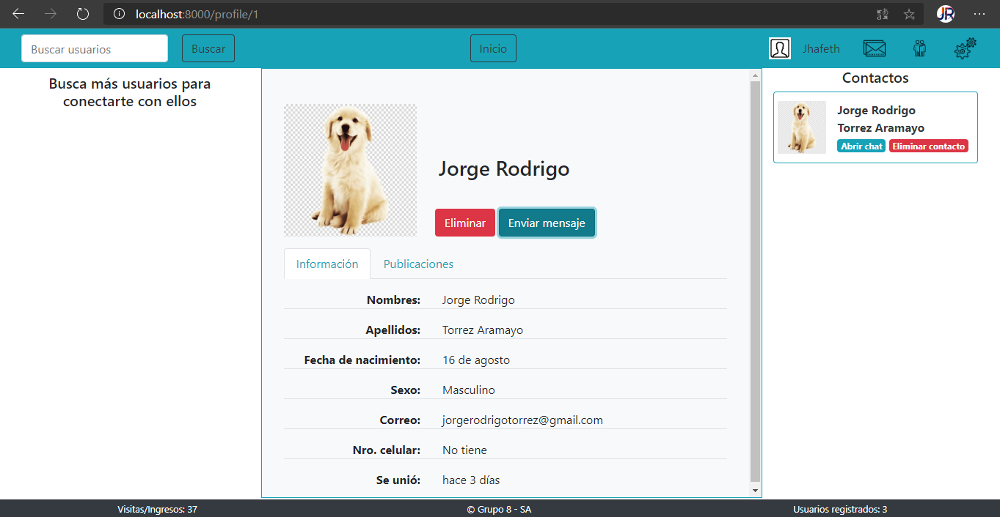 localhost:8000/profile/1
JR
Buscar usuarios
Buscar
Inicio
Jhafeth
Busca más usuarios para
conectarte con ellos
Jorge Rodrigo
Eliminar
Enviar mensaje
Información
Publicaciones
Nombres: Jorge Rodrigo
Apellidos: Torrez Aramayo
Fecha de nacimiento: 16 de agosto
Sexo: Masculino
Correo: jorgerodrigotorrez@gmail.com
Nro. celular: No tiene
Se unió: hace 3 días
Contactos
Jorge Rodrigo
Torrez Aramayo
Abrir chat
Eliminar contacto
Visitas/Ingresos: 37
© Grupo 8 - SA
Usuarios registrados: 3